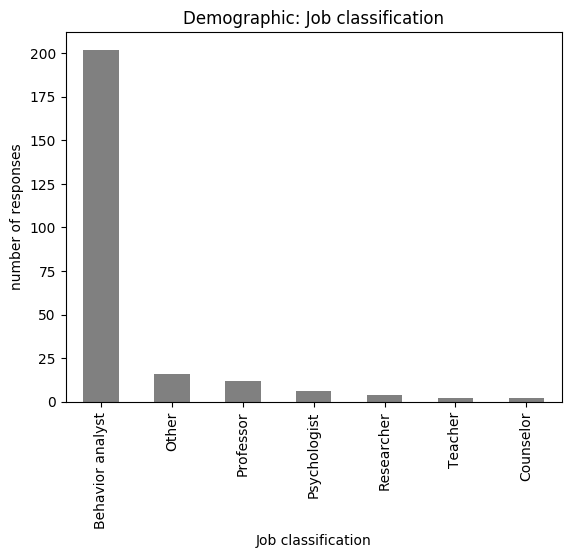 Demographic: Job classification
number of responses
200
175
150
125
100
75
50
25
0
Behavior analyst
Other
Professor
Psychologist
Researcher
Teacher
Counselor
Job classification